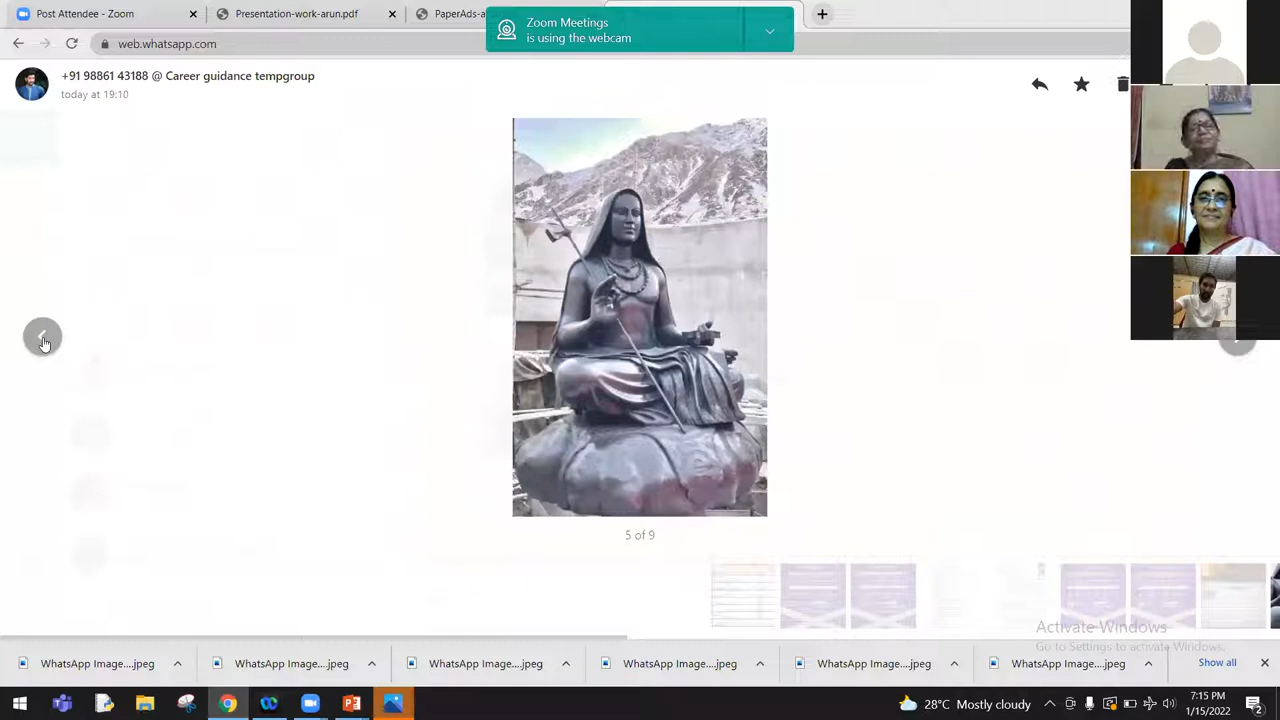 Post Attendee - Zoom
Presentation-work-arun.pdf
PaperAds-a
Zoom Meetings
is using the webcam
web.whatsapp.com
+91 98861 43188 @ Career guidance tempgroup
today at 19:10
5 of 9
Activate Windows
Go to Settings to activate Windows.
WhatsApp Image....jpeg
WhatsApp Image....jpeg
WhatsApp Image....jpeg
WhatsApp Image....jpeg
WhatsApp Image....jpeg
WhatsApp Image....jpeg
Show all
28°C Mostly cloudy
7:15 PM
1/15/2022
2